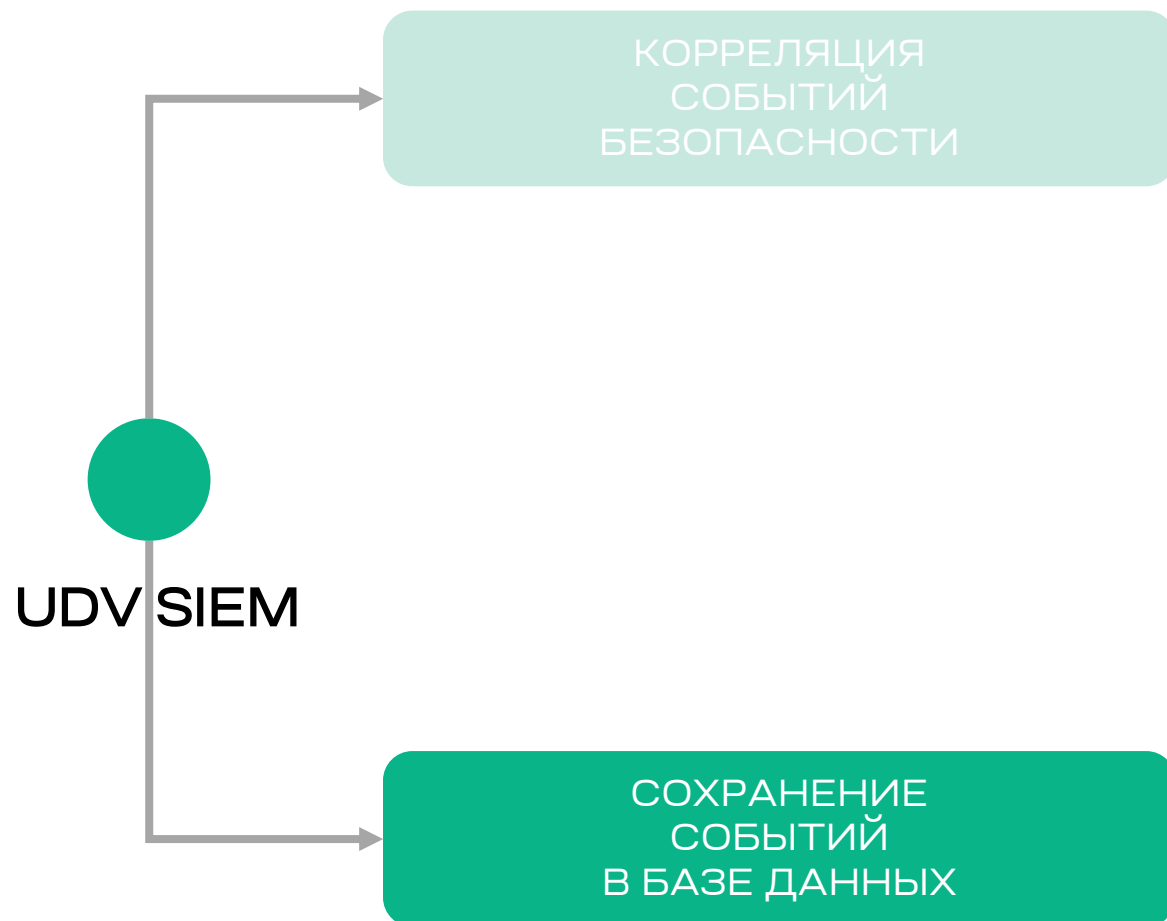 КОРРЕЛЯЦИЯ
СОБЫТИЙ
БЕЗОПАСНОСТИ
UDV SIEM
СОХРАНЕНИЕ
СОБЫТИЙ
В БАЗЕ ДАННЫХ